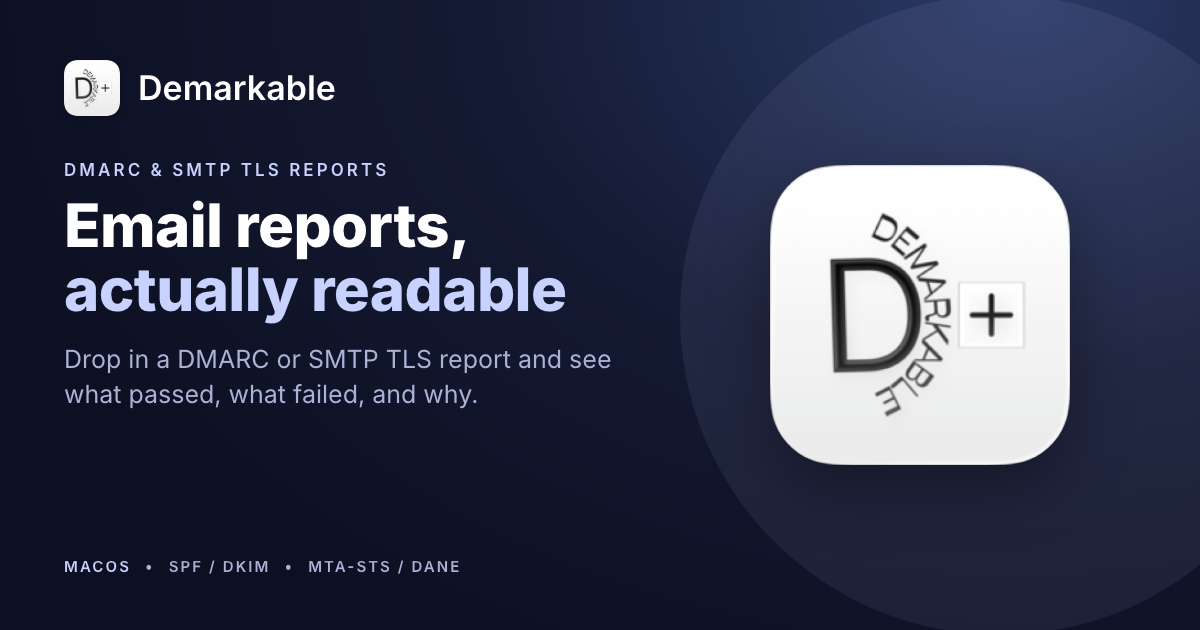 D DEMARKABLE +
Demarkable
DMARC & SMTP TLS REPORTS
Email reports,
actually readable
Drop in a DMARC or SMTP TLS report and see
what passed, what failed, and why.
D DEMARKABLE +
MACOS • SPF / DKIM • MTA-STS / DANE